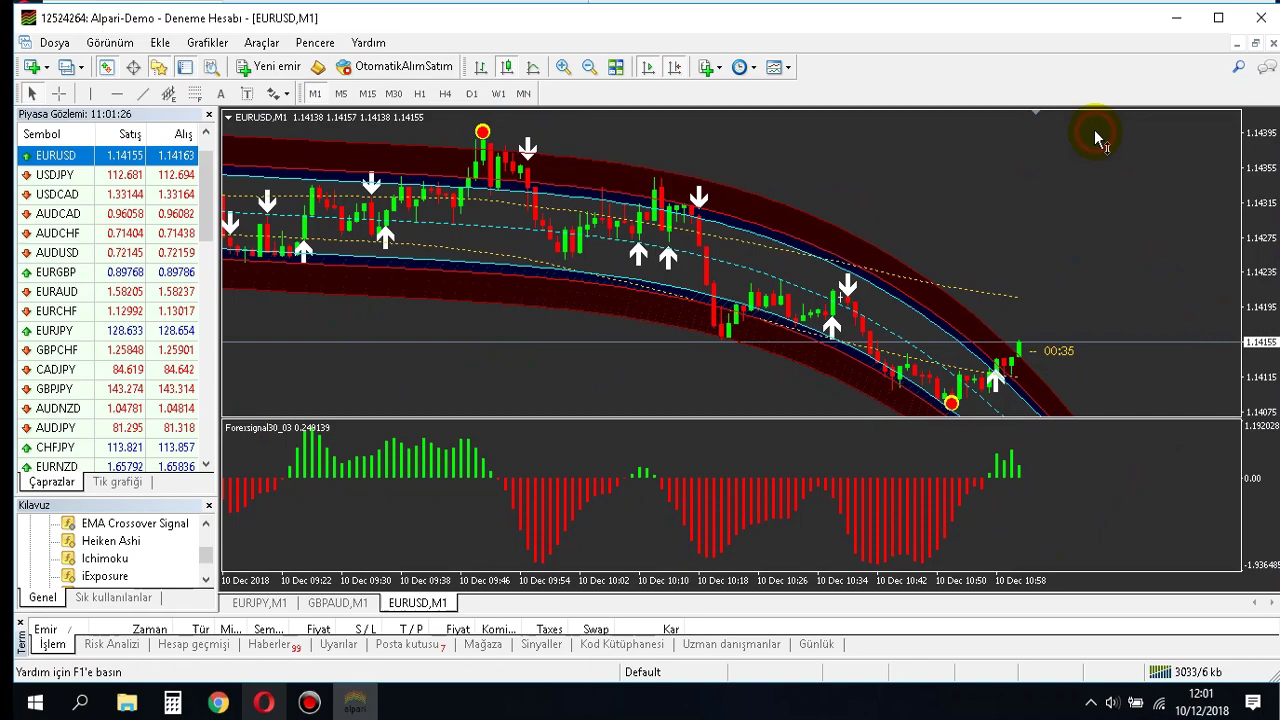 12524264: Alpari-Demo - Deneme Hesabı - [EURUSD,M1]
Dosya Görünüm Ekle Grafikler Araçlar Pencere Yardım
Yeni emir OtomatikAlımSatım
A T M1 M5 M15 M30 H1 H4 D1 W1 MN
Piyasa Gözlemi: 11:01:26
Sembol Satış Alış
EURUSD 1.14155 1.14163
USDJPY 112.681 112.694
USDCAD 1.33144 1.33164
AUDCAD 0.96058 0.96082
AUDCHF 0.71404 0.71438
AUDUSD 0.72145 0.72159
EURGBP 0.89768 0.89786
EURAUD 1.58205 1.58237
EURCHF 1.12992 1.13017
EURJPY 128.633 128.654
GBPCHF 1.25848 1.25901
CADJPY 84.619 84.642
GBPJPY 143.274 143.314
AUDNZD 1.04781 1.04814
AUDJPY 81.295 81.318
CHFJPY 113.821 113.857
EURNZD 1.65792 1.65836
Çaprazlar Tik grafiği
Kılavuz
EMA Crossover Signal
Heiken Ashi
Ichimoku
iExposure
Genel Sık kullanılanlar
EURUSD,M1 1.14138 1.14157 1.14138 1.14155
1.14395
1.14355
1.14315
1.14275
1.14235
1.14195
1.14155
1.14115
1.14075
00:35
Forexsignal30_03 0.249139
1.192028
0.00
-1.936485
10 Dec 2018 10 Dec 09:22 10 Dec 09:30 10 Dec 09:38 10 Dec 09:46 10 Dec 09:54 10 Dec 10:02 10 Dec 10:10 10 Dec 10:18 10 Dec 10:26 10 Dec 10:34 10 Dec 10:42 10 Dec 10:50 10 Dec 10:58
EURJPY,M1 GBPAUD,M1 EURUSD,M1
Emir / Zaman Tür Mi... Sem... Fiyat S / L T / P Fiyat Komi... Taxes Swap Kar
İşlem Risk Analizi Hesap geçmişi Haberler 99 Uyarılar Posta kutusu 7 Mağaza Sinyaller Kod Kütüphanesi Uzman danışmanlar Günlük
Yardım için F1'e basın Default 3033/6 kb
alpari
12:01
10/12/2018